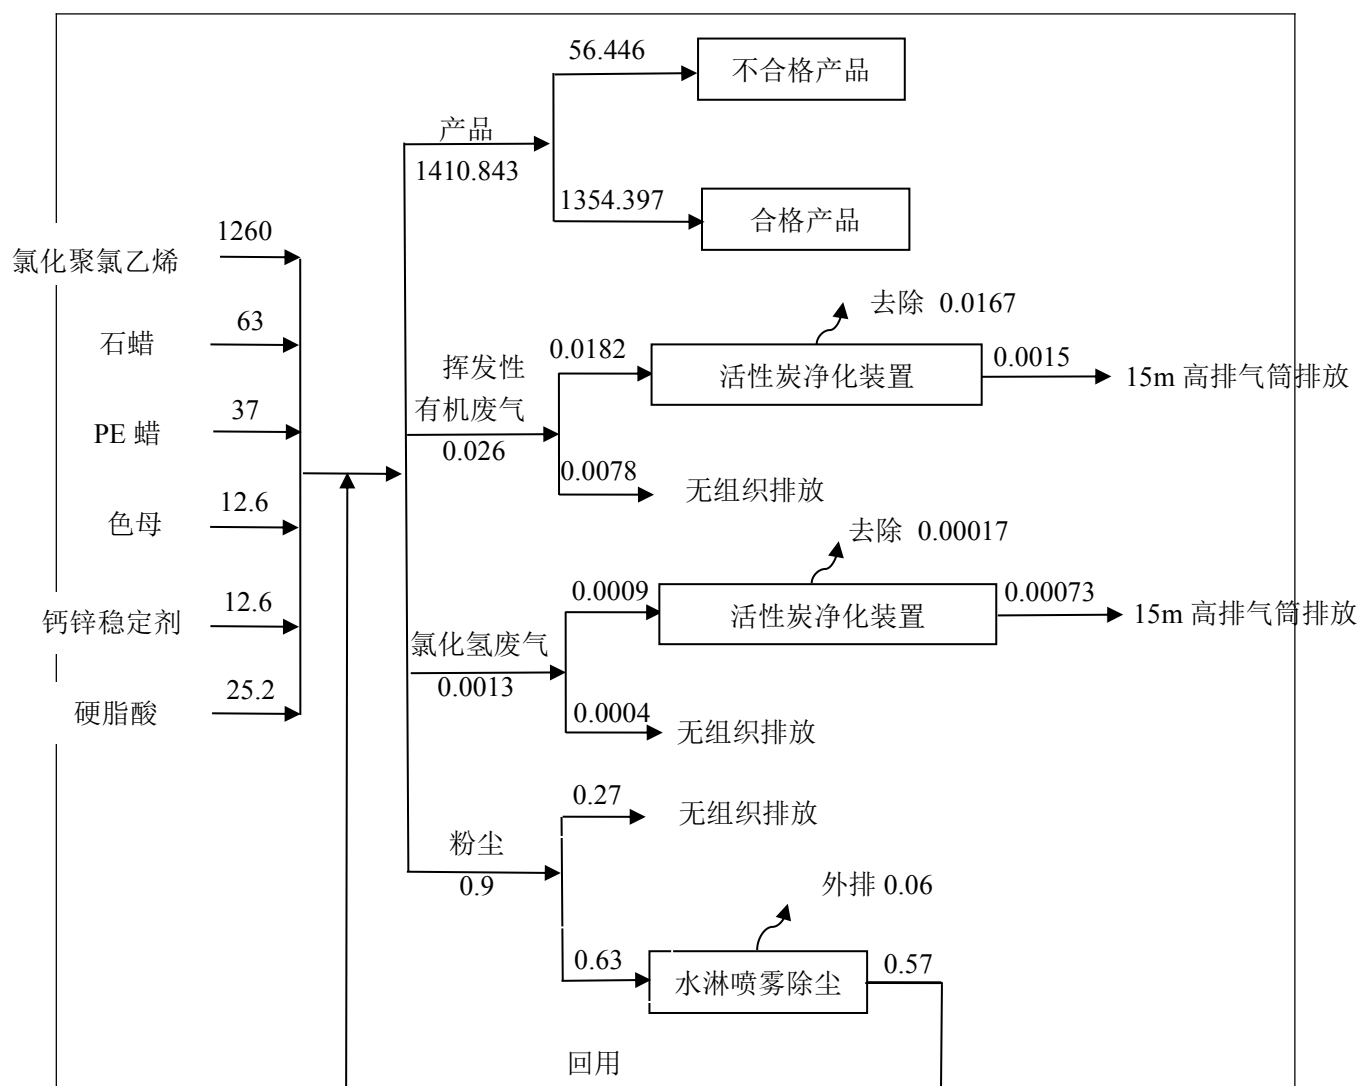 56.446
不合格产品
产品
1410.843
1354.397
合格产品
1260
氯化聚氯乙烯
63
石蜡
37
PE 蜡
12.6
色母
12.6
钙锌稳定剂
25.2
硬脂酸
挥发性
有机废气
0.026
0.0182
活性炭净化装置
去除 0.0167
0.0015
15m 高排气筒排放
0.0078
无组织排放
氯化氢废气
0.0013
0.0009
活性炭净化装置
去除 0.00017
0.00073
15m 高排气筒排放
0.0004
无组织排放
粉尘
0.9
0.27
无组织排放
0.63
水淋喷雾除尘
外排 0.06
0.57
回用